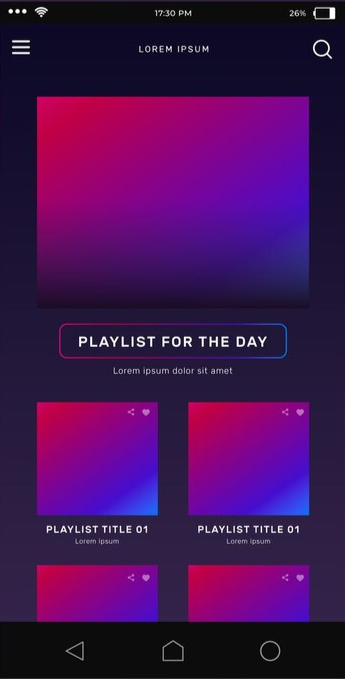 17:30 PM
26%
LOREM IPSUM
PLAYLIST FOR THE DAY
Lorem ipsum dolor sit amet
PLAYLIST TITLE 01
Lorem ipsum
PLAYLIST TITLE 01
Lorem ipsum